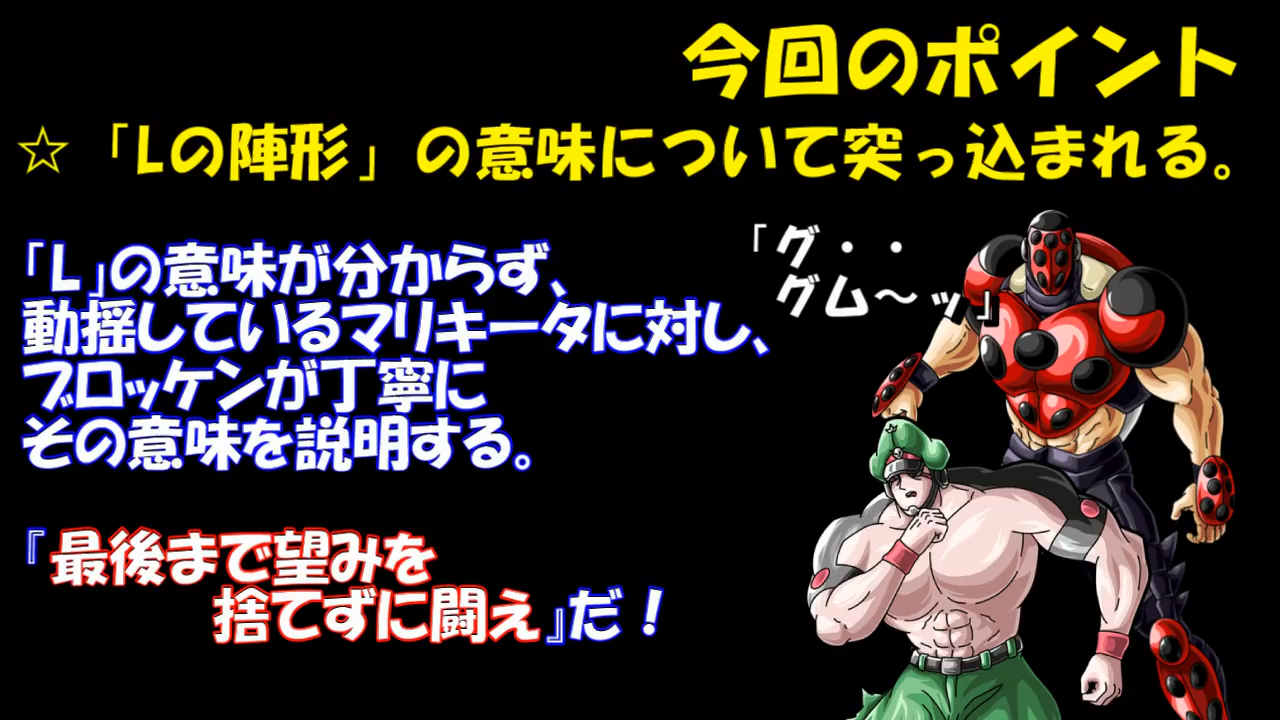 今回のポイント
☆「Lの陣形」の意味について突っ込まれる。
「L」の意味が分からず、
動揺しているマリキータに対し、
ブロッケンが丁寧に
その意味を説明する。
「グ・・
グム～ッ」
『最後まで望みを
捨てずに闘え』だ！